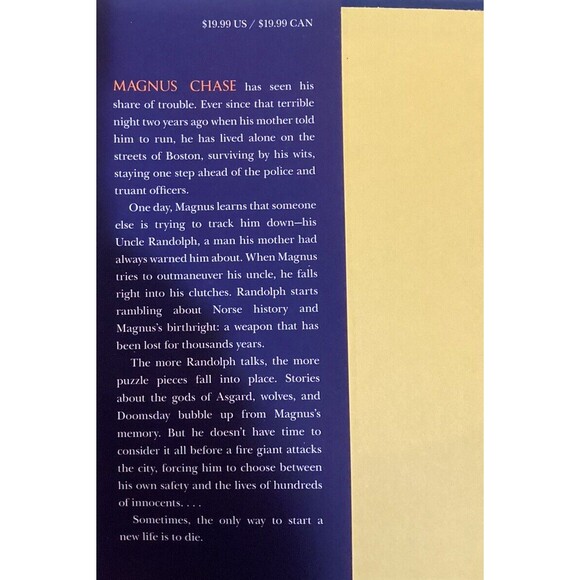 $19.99 US / $19.99 CAN
MAGNUS CHASE has seen his
share of trouble. Ever since that terrible
night two years ago when his mother told
him to run, he has lived alone on the
streets of Boston, surviving by his wits,
staying one step ahead of the police and
truant officers.
One day, Magnus learns that someone
else is trying to track him down—his
Uncle Randolph, a man his mother had
always warned him about. When Magnus
tries to outmaneuver his uncle, he falls
right into his clutches. Randolph starts
rambling about Norse history and
Magnus's birthright: a weapon that has
been lost for thousands years.
The more Randolph talks, the more
puzzle pieces fall into place. Stories
about the gods of Asgard, wolves, and
Doomsday bubble up from Magnus's
memory. But he doesn't have time to
consider it all before a fire giant attacks
the city, forcing him to choose between
his own safety and the lives of hundreds
of innocents. . . .
Sometimes, the only way to start a
new life is to die.